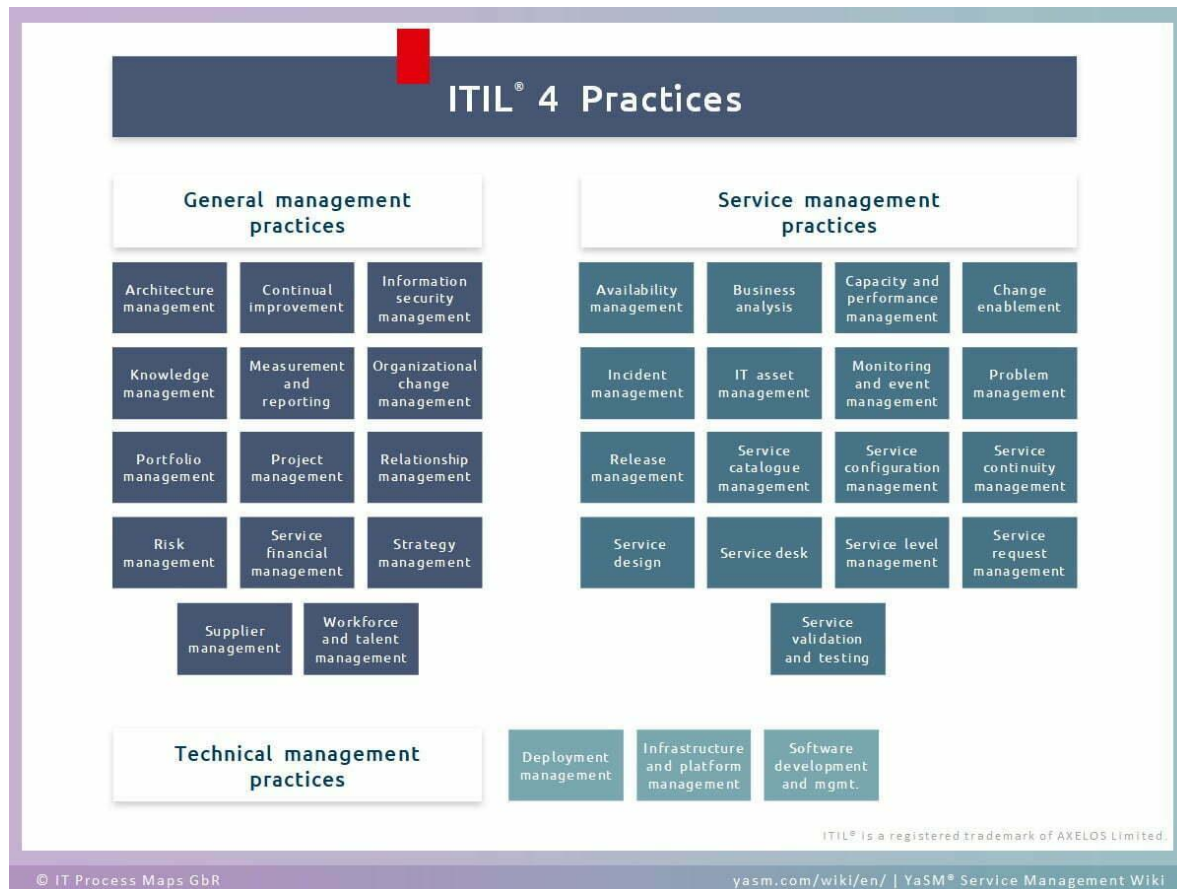 ITIL® 4 Practices
General management
practices
Architecture
management
Continual
improvement
Information
security
management
Knowledge
management
Measurement
and
reporting
Organizational
change
management
Portfolio
management
Project
management
Relationship
management
Risk
management
Service
financial
management
Strategy
management
Supplier
management
Workforce
and talent
management
Service management
practices
Availability
management
Business
analysis
Capacity and
performance
management
Change
enablement
Incident
management
IT asset
management
Monitoring
and event
management
Problem
management
Release
management
Service
catalogue
management
Service
configuration
management
Service
continuity
management
Service
design
Service desk
Service level
management
Service
request
management
Service
validation
and testing
Technical management
practices
Deployment
management
Infrastructure
and platform
management
Software
development
and mgmt.
ITIL® is a registered trademark of AXELOS Limited.
© IT Process Maps GbR
yasm.com/wiki/en/ | YaSM® Service Management Wiki